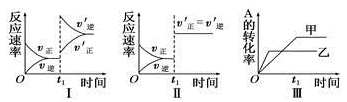 反应速率
v正
v逆
v'逆
v'正
O
t₁
时间
Ⅰ
反应速率
v正
v逆
v'正=v'逆
O
t₁
时间
Ⅱ
A的转化率
甲
乙
O
t₁
时间
Ⅲ